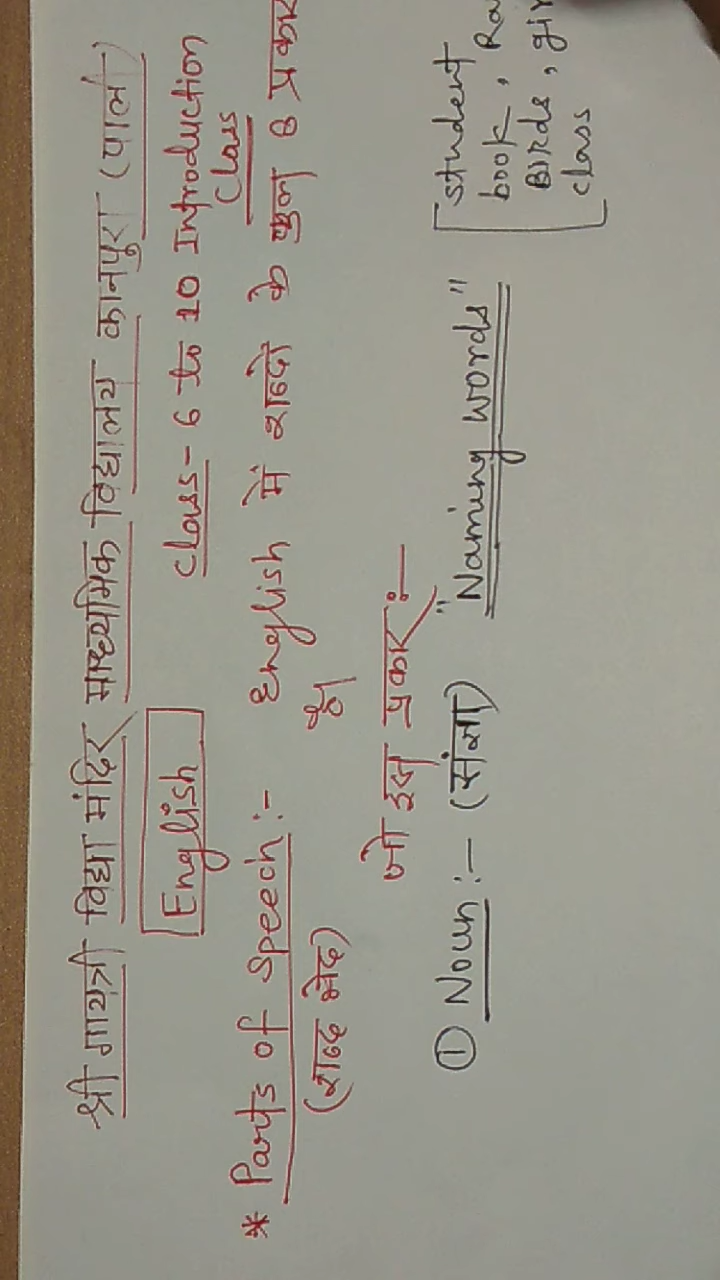 श्री गायत्री विद्या मंदिर माध्यमिक विद्यालय कानपुरा (पाली)
English Class - 6 to 10 Introduction
Class
* Parts of Speech :- English में शब्दो के कुल 8 प्रकार
(शब्द भेद) है।
जो इस प्रकार :-
① Noun :- (संज्ञा) "Naming words" [student
book,
Birds,
class